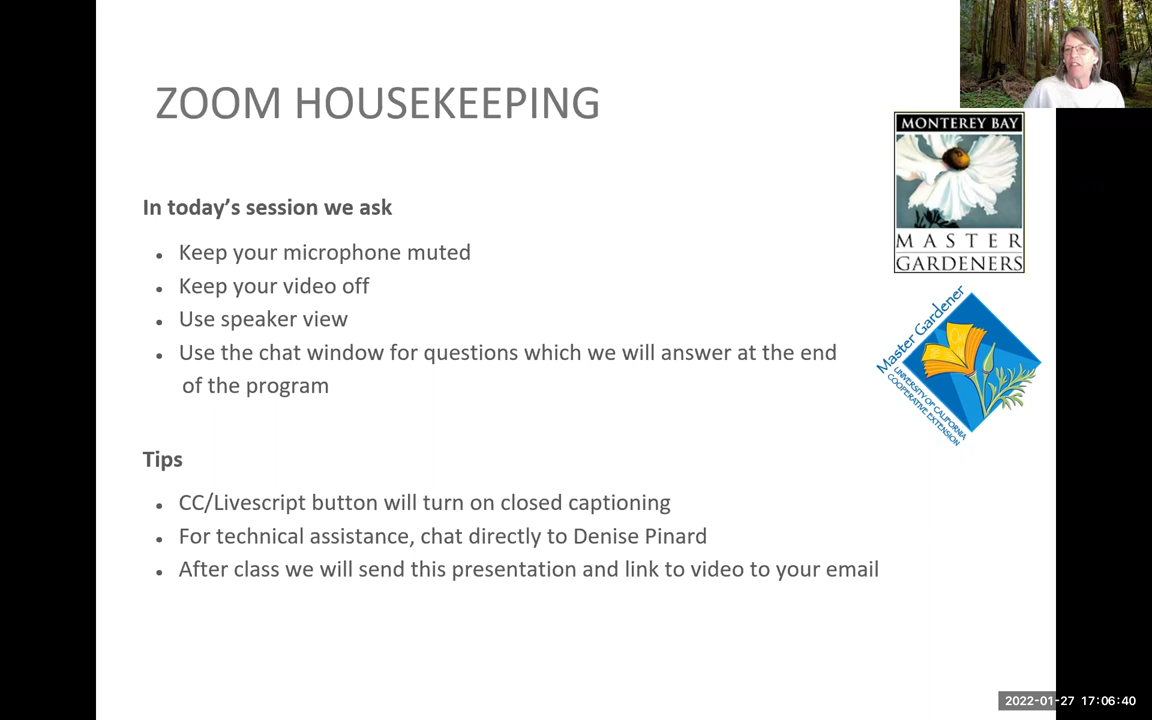 ZOOM HOUSEKEEPING
MONTEREY BAY
MASTER
GARDENERS
In today's session we ask
• Keep your microphone muted
• Keep your video off
• Use speaker view
• Use the chat window for questions which we will answer at the end
of the program
Master Gardener
UNIVERSITY OF CALIFORNIA
COOPERATIVE EXTENSION
Tips
• CC/Livescript button will turn on closed captioning
• For technical assistance, chat directly to Denise Pinard
• After class we will send this presentation and link to video to your email
2022-01-27 17:06:40